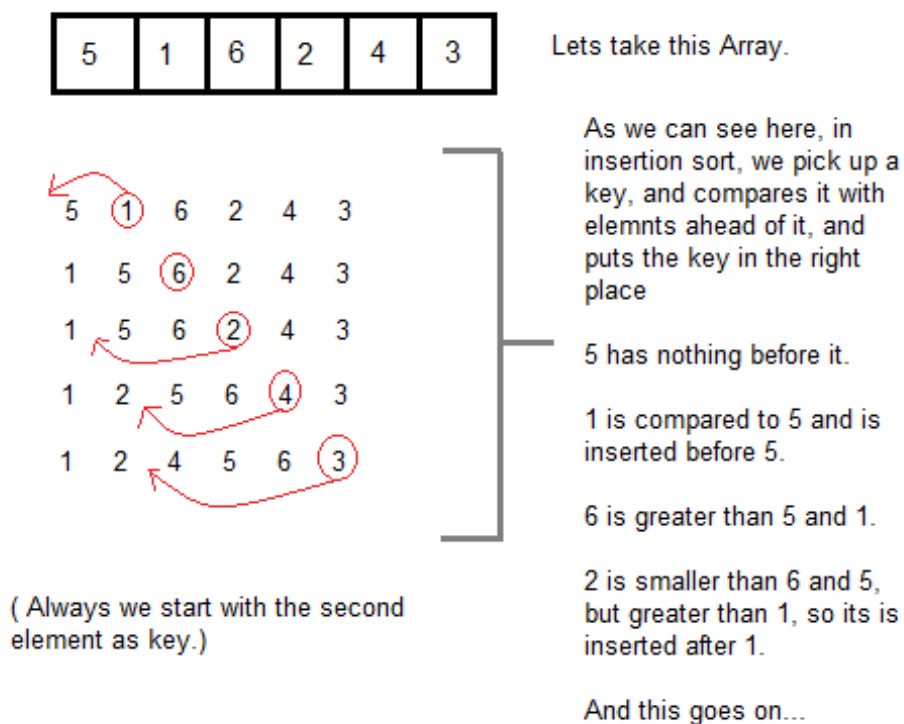 5 1 6 2 4 3
Lets take this Array.
5 1 6 2 4 3
1 5 6 2 4 3
1 5 6 2 4 3
1 2 5 6 4 3
1 2 4 5 6 3
( Always we start with the second
element as key.)
As we can see here, in
insertion sort, we pick up a
key, and compares it with
elemnts ahead of it, and
puts the key in the right
place
5 has nothing before it.
1 is compared to 5 and is
inserted before 5.
6 is greater than 5 and 1.
2 is smaller than 6 and 5,
but greater than 1, so its is
inserted after 1.
And this goes on...